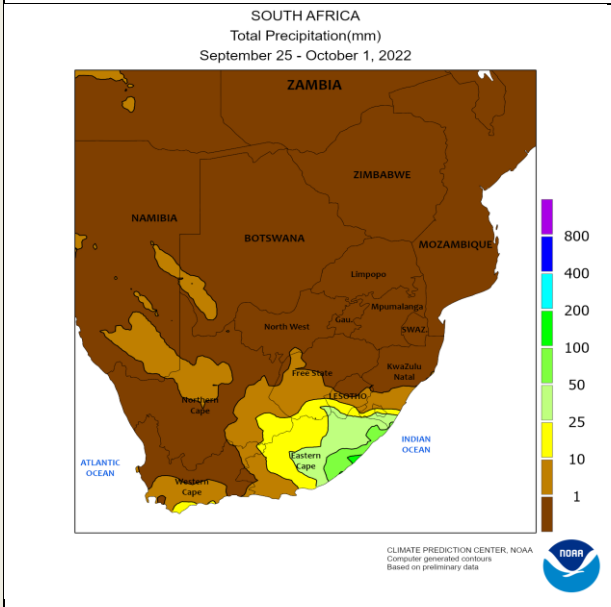 SOUTH AFRICA
Total Precipitation(mm)
September 25 - October 1, 2022
ZAMBIA
ZIMBABWE
NAMIBIA
BOTSWANA
MOZAMBIQUE
Limpopo
Mpumalanga
North West
Gau.
SWAZ.
Free State
KwaZulu
Natal
LESOTHO
Northern
Cape
INDIAN
OCEAN
Eastern
Cape
ATLANTIC
OCEAN
Western
Cape
800
400
200
100
50
25
10
1
CLIMATE PREDICTION CENTER, NOAA
Computer generated contours
Based on preliminary data
NOAA